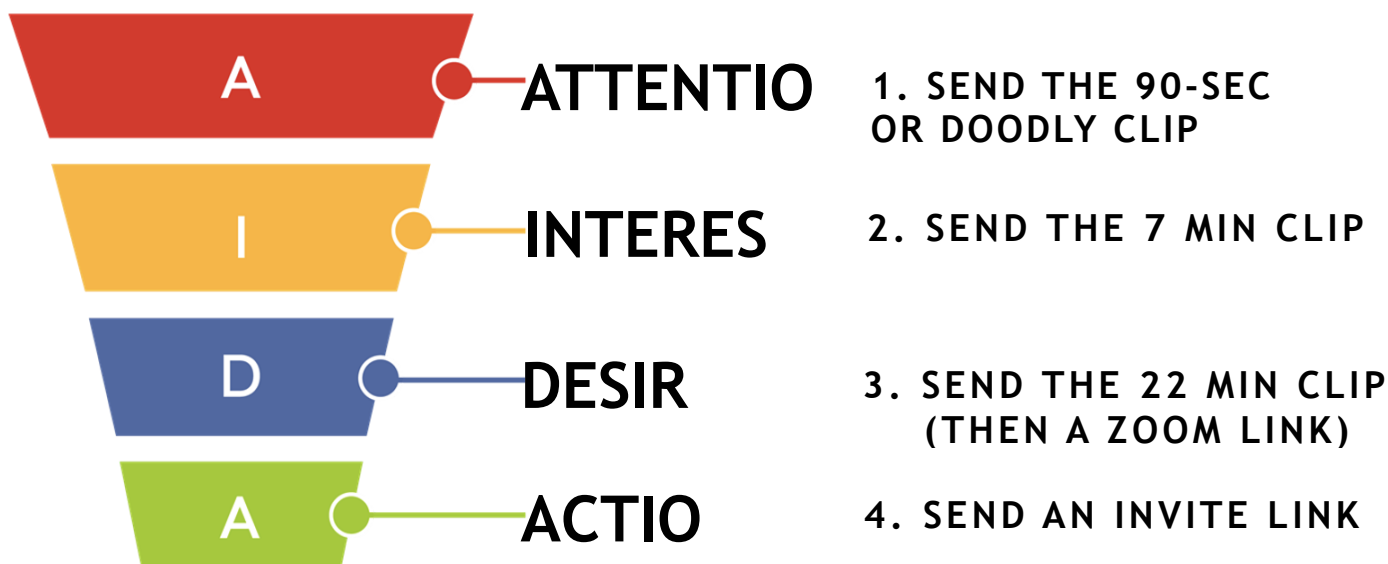 A
ATTENTIO
1. SEND THE 90-SEC
OR DOODLY CLIP
I
INTERES
2. SEND THE 7 MIN CLIP
D
DESIR
3. SEND THE 22 MIN CLIP
(THEN A ZOOM LINK)
A
ACTIO
4. SEND AN INVITE LINK